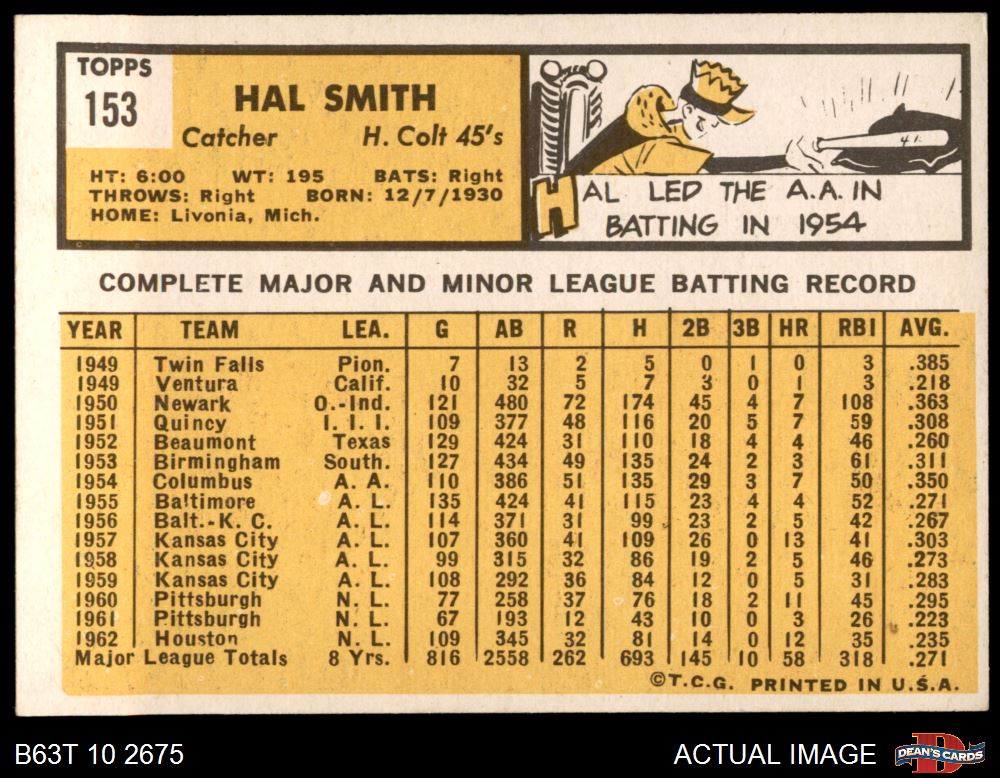 TOPPS
153
HAL SMITH
Catcher H. Colt 45's
HT: 6:00 WT: 195 BATS: Right
THROWS: Right BORN: 12/7/1930
HOME: Livonia, Mich.
HAL LED THE A.A. IN
BATTING IN 1954
COMPLETE MAJOR AND MINOR LEAGUE BATTING RECORD
YEAR TEAM LEA. G AB R H 2B 3B HR RBI AVG.
1949 Twin Falls Pion. 7 13 2 5 0 1 0 3 .385
1949 Ventura Calif. 10 32 5 7 3 0 1 3 .218
1950 Newark O.-Ind. 121 480 72 174 45 4 7 108 .363
1951 Quincy I. I. I. 109 377 48 116 20 5 7 59 .308
1952 Beaumont Texas 129 424 31 110 18 4 4 46 .260
1953 Birmingham South. 127 434 49 135 24 2 3 61 .311
1954 Columbus A. A. 110 386 51 135 29 3 7 50 .350
1955 Baltimore A. L. 135 424 41 115 23 4 4 52 .271
1956 Balt.-K. C. A. L. 114 371 31 99 23 2 5 42 .267
1957 Kansas City A. L. 107 360 41 109 26 0 13 41 .303
1958 Kansas City A. L. 99 315 32 86 19 2 5 46 .273
1959 Kansas City A. L. 108 292 36 84 12 0 5 31 .283
1960 Pittsburgh N. L. 77 258 37 76 18 2 11 45 .295
1961 Pittsburgh N. L. 67 193 12 43 10 0 3 26 .223
1962 Houston N. L. 109 345 32 81 14 0 12 35 .235
Major League Totals 8 Yrs. 816 2558 262 693 145 10 58 318 .271
©T.C.G. PRINTED IN U.S.A.
B63T 10 2675 ACTUAL IMAGE DEAN'S CARDS